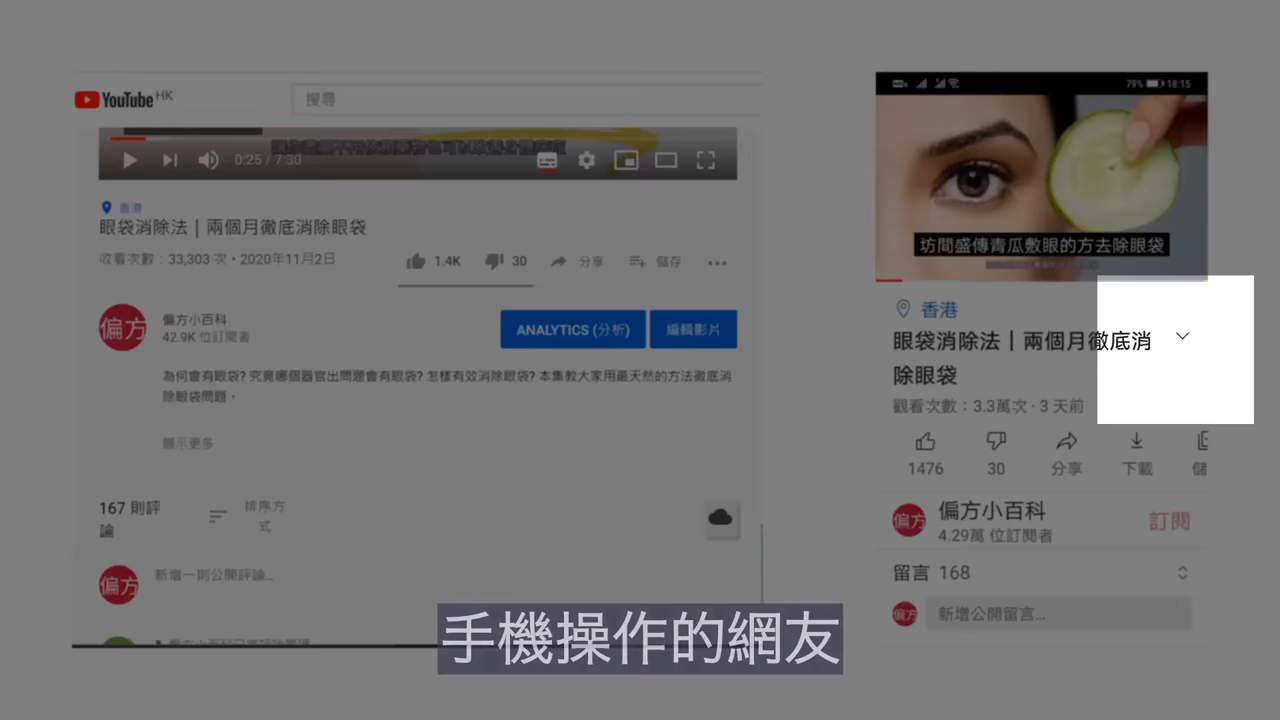 YouTube HK
搜尋
0:25 / 7:30
香港
眼袋消除法｜兩個月徹底消除眼袋
收看次數：33,303 次 • 2020年11月2日
1.4K
30
分享
儲存
偏方
偏方小百科
42.9K 位訂閱者
ANALYTICS (分析)
編輯影片
為何會有眼袋? 究竟哪個器官出問題會有眼袋? 怎樣有效消除眼袋? 本集教大家用最天然的方法徹底消
除眼袋問題。
顯示更多
167 則評
論
排序方
式
偏方
新增一則公開評論...
79% 18:15
坊間盛傳青瓜敷眼的方去除眼袋
香港
眼袋消除法｜兩個月徹底消
除眼袋
觀看次數：3.3萬次 · 3 天前
1476
30
分享
下載
儲
偏方
偏方小百科
4.29萬 位訂閱者
訂閱
留言 168
偏方
新增公開留言...
手機操作的網友